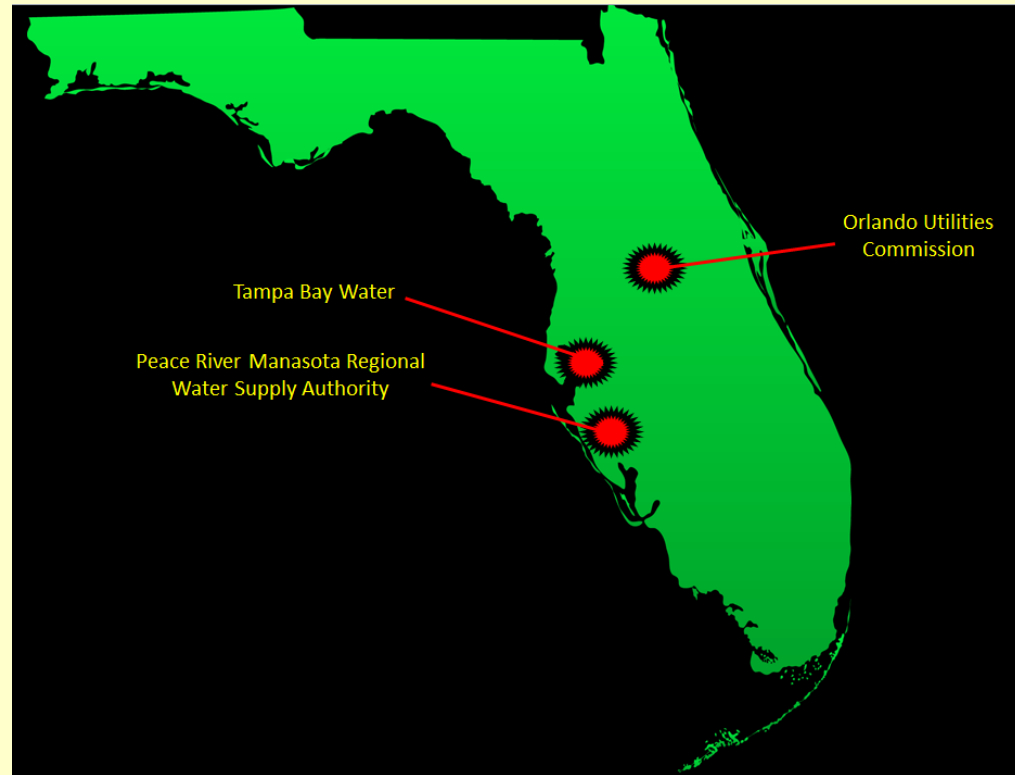 Orlando Utilities
Commission
Tampa Bay Water
Peace River Manasota Regional
Water Supply Authority